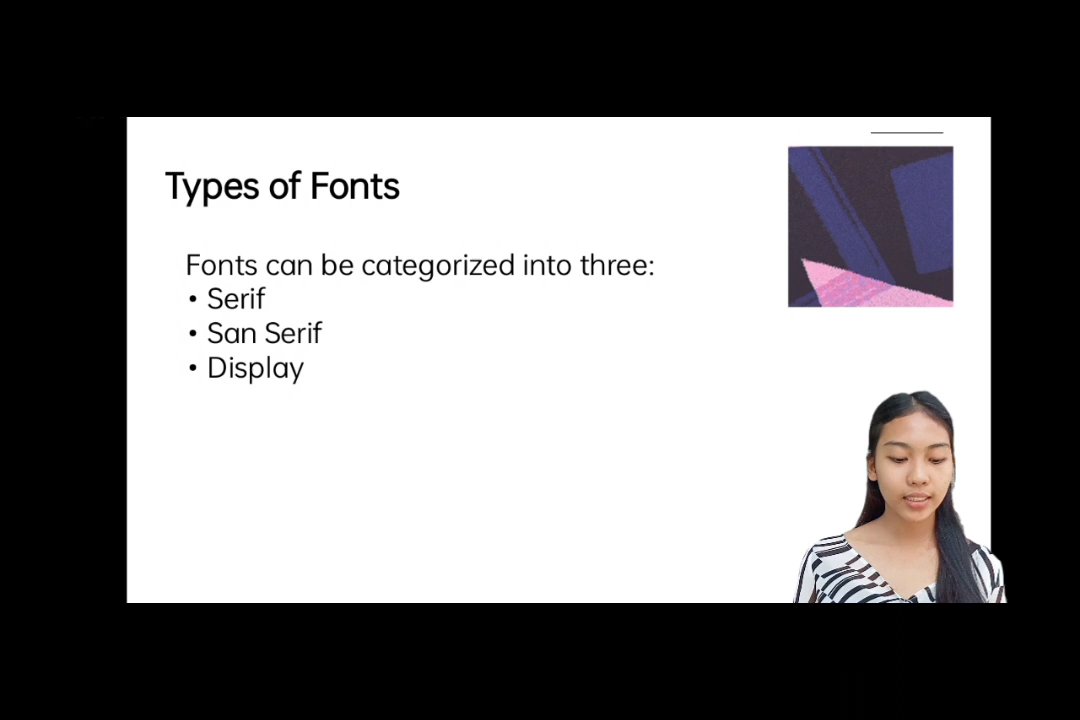 Types of Fonts
Fonts can be categorized into three:
• Serif
• San Serif
• Display